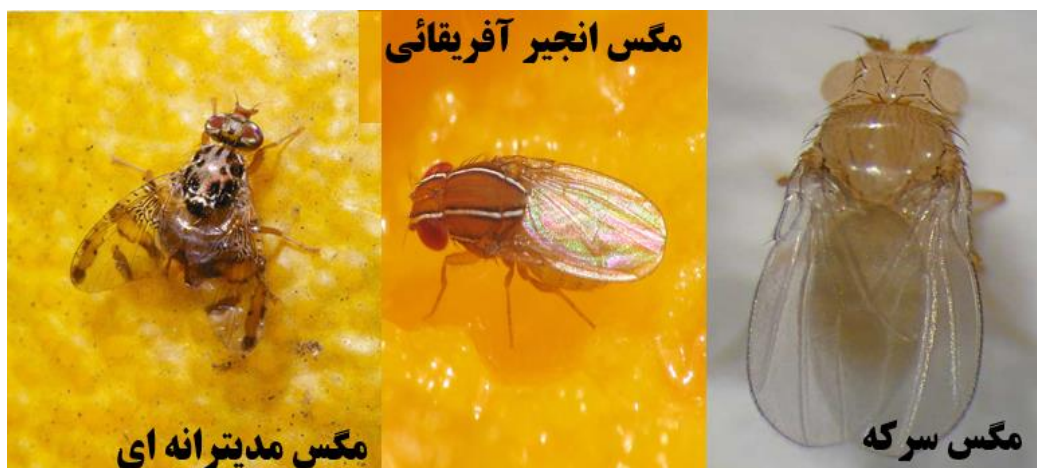 مگس انجیر آفریقائی
مگس سرکه
مگس مدیترانه ای